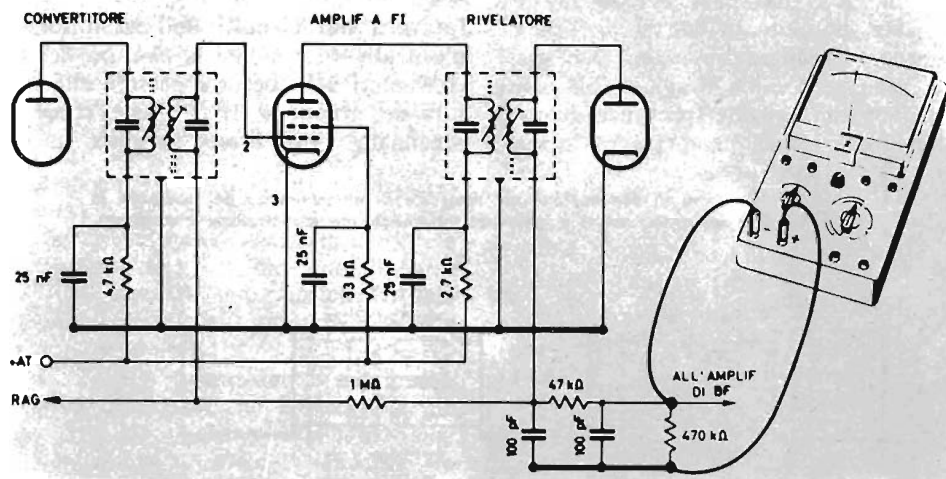 CONVERTITORE
AMPLIF A FI
RIVELATORE
2
3
25 nF
4,7 kΩ
25 nF
33 kΩ
25 nF
2,7 kΩ
+AT
RAG
1 MΩ
47 kΩ
ALL'AMPLIF
DI BF
100 pF
100 pF
470 kΩ
- +